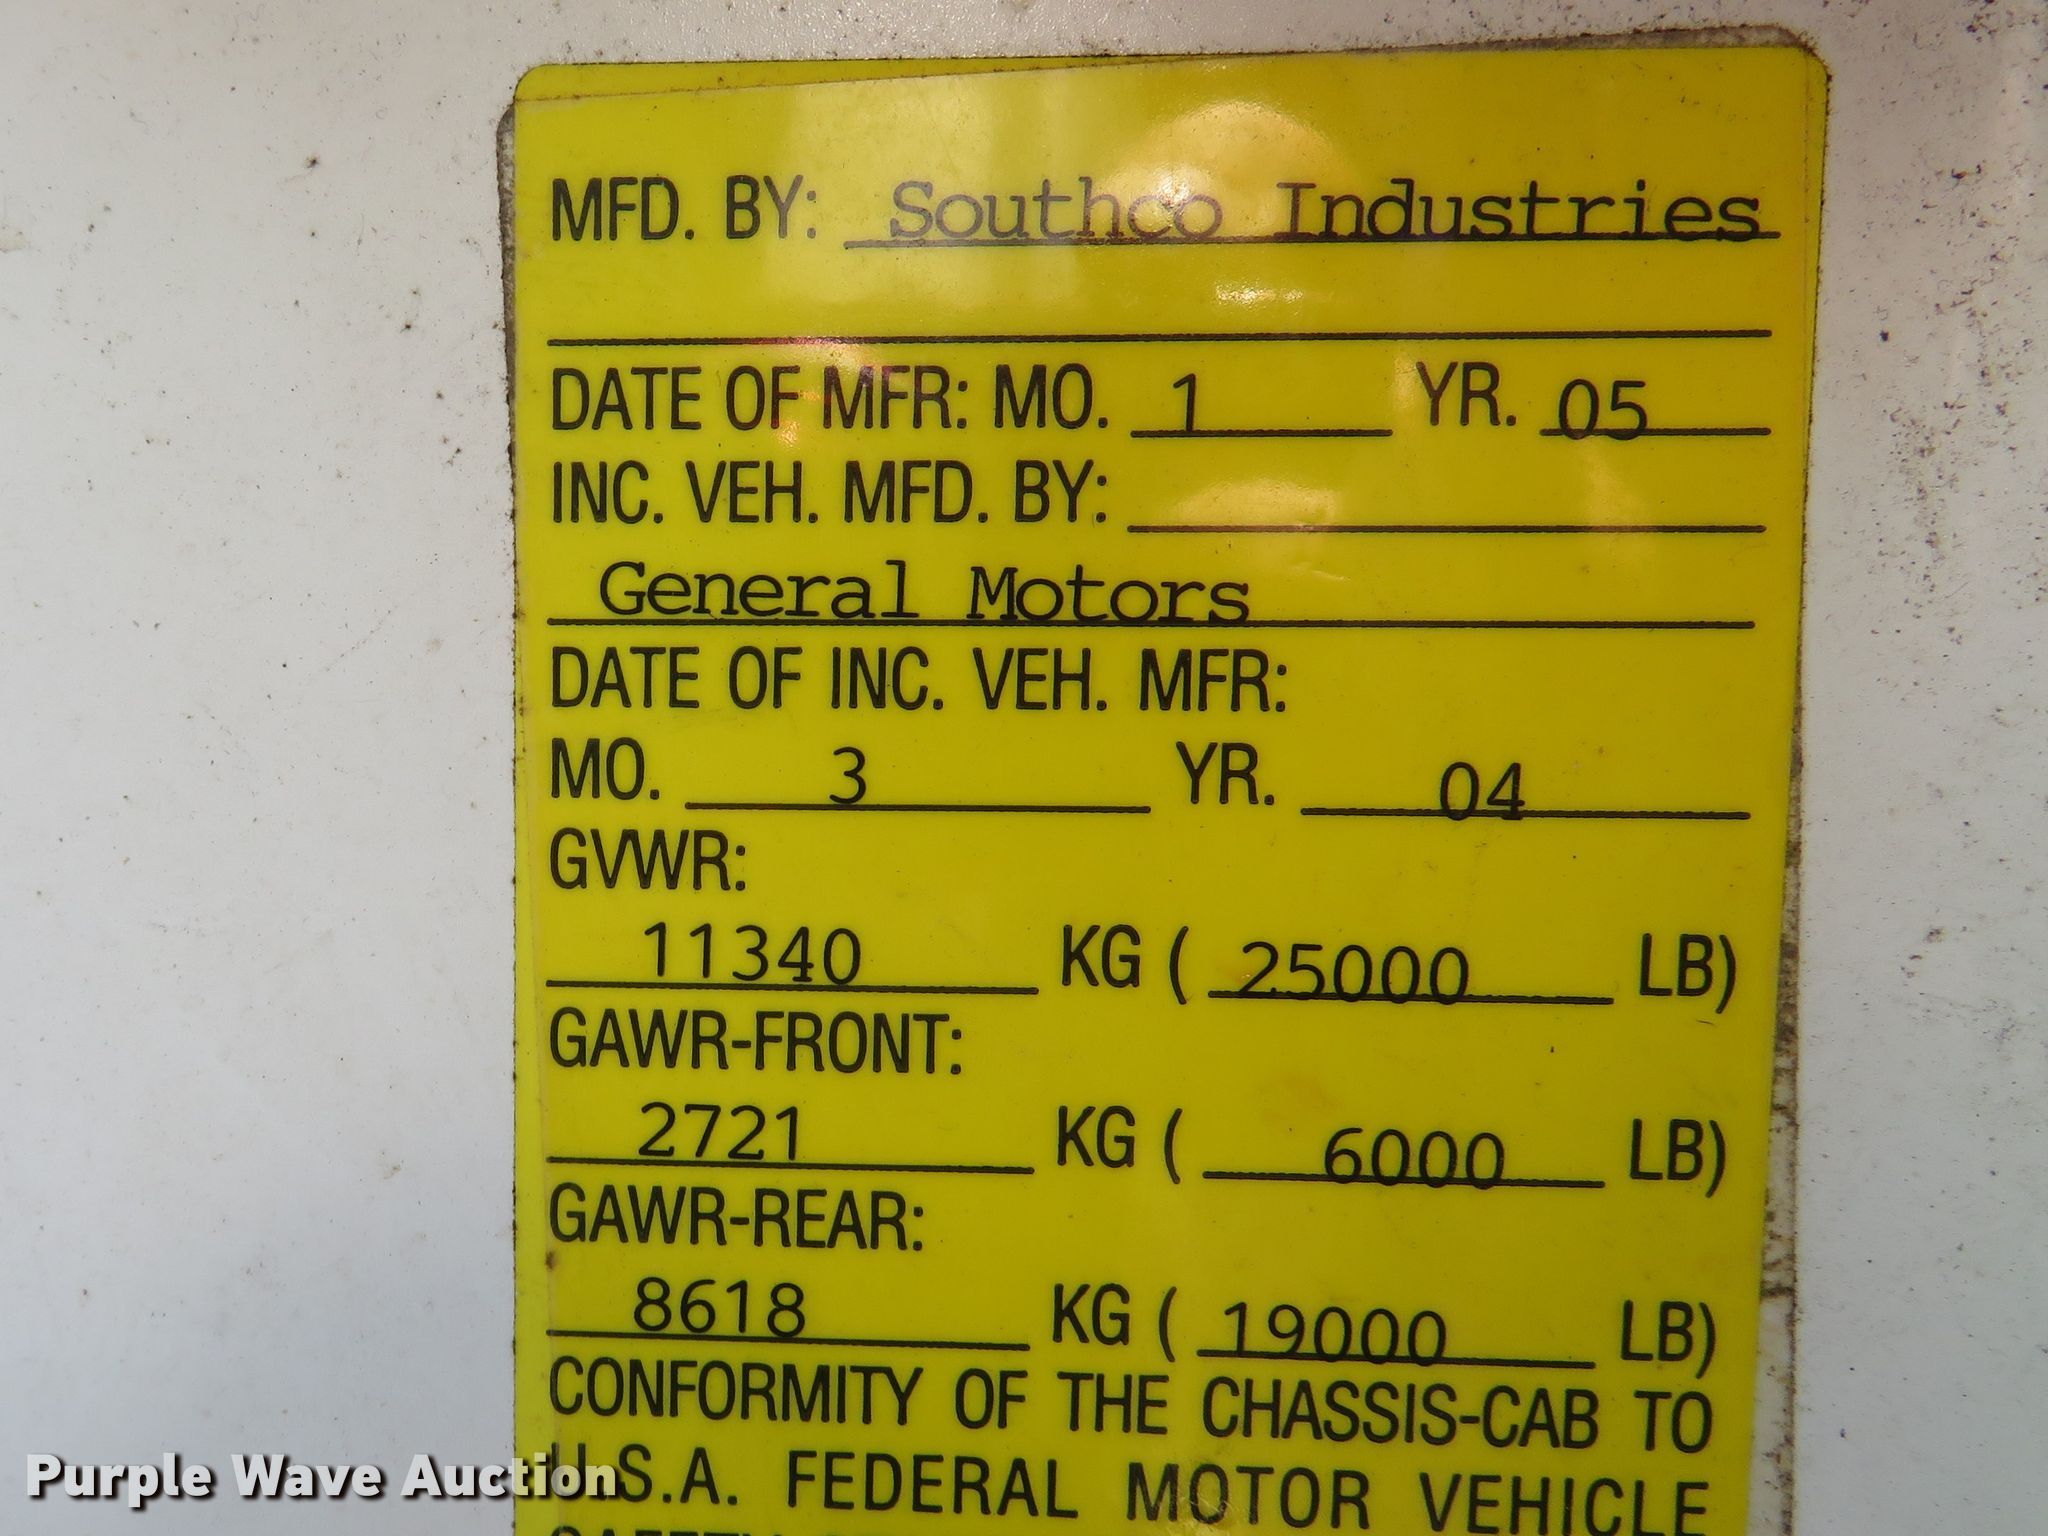 MFD. BY: Southco Industries
DATE OF MFR: MO. 1 YR. 05
INC. VEH. MFD. BY:
General Motors
DATE OF INC. VEH. MFR:
MO. 3 YR. 04
GVWR:
11340 KG ( 25000 LB)
GAWR-FRONT:
2721 KG ( 6000 LB)
GAWR-REAR:
8618 KG ( 19000 LB)
CONFORMITY OF THE CHASSIS-CAB TO
U.S.A. FEDERAL MOTOR VEHICLE
Purple Wave Auction